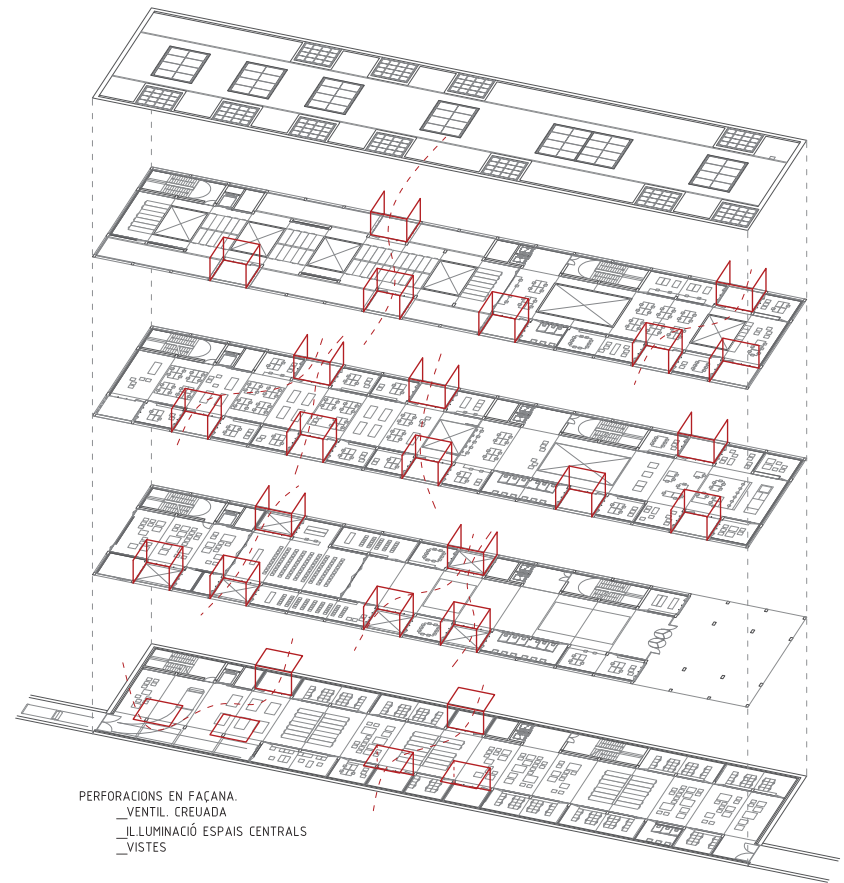 PERFORACIONS EN FAÇANA.
__VENTIL. CREUADA
__IL.LUMINACIÓ ESPAIS CENTRALS
__VISTES